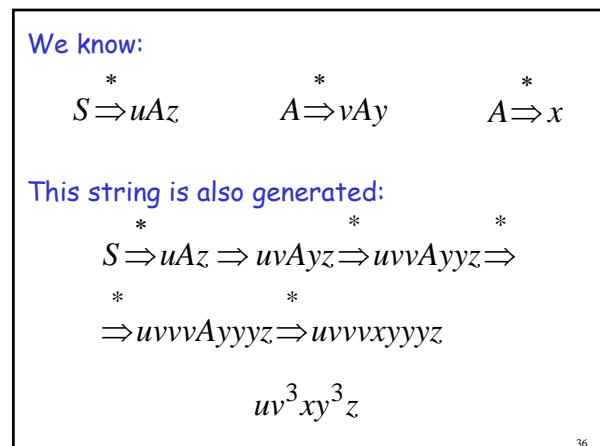 We know:
* * *
S ⇒ uAz A ⇒ vAy A ⇒ x
This string is also generated:
* * *
S ⇒ uAz ⇒ uvAyz ⇒ uvvAyyz ⇒
* *
⇒ uvvvAyyyz ⇒ uvvvxyyyz
uv³xy³z
36